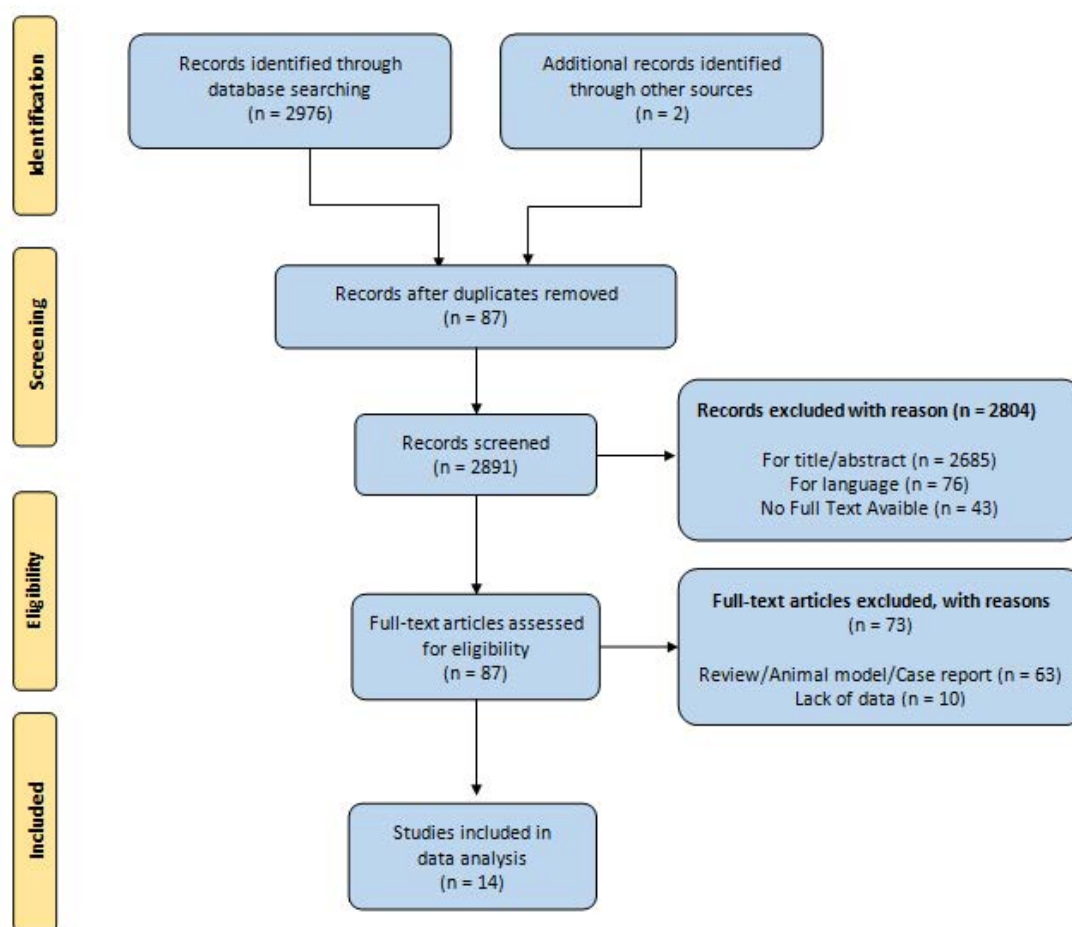 Identification
Records identified through
database searching
(n = 2976)
Additional records identified
through other sources
(n = 2)
Screening
Records after duplicates removed
(n = 87)
Records screened
(n = 2891)
Records excluded with reason (n = 2804)
For title/abstract (n = 2685)
For language (n = 76)
No Full Text Avaible (n = 43)
Eligibility
Full-text articles assessed
for eligibility
(n = 87)
Full-text articles excluded, with reasons
(n = 73)
Review/Animal model/Case report (n = 63)
Lack of data (n = 10)
Included
Studies included in
data analysis
(n = 14)